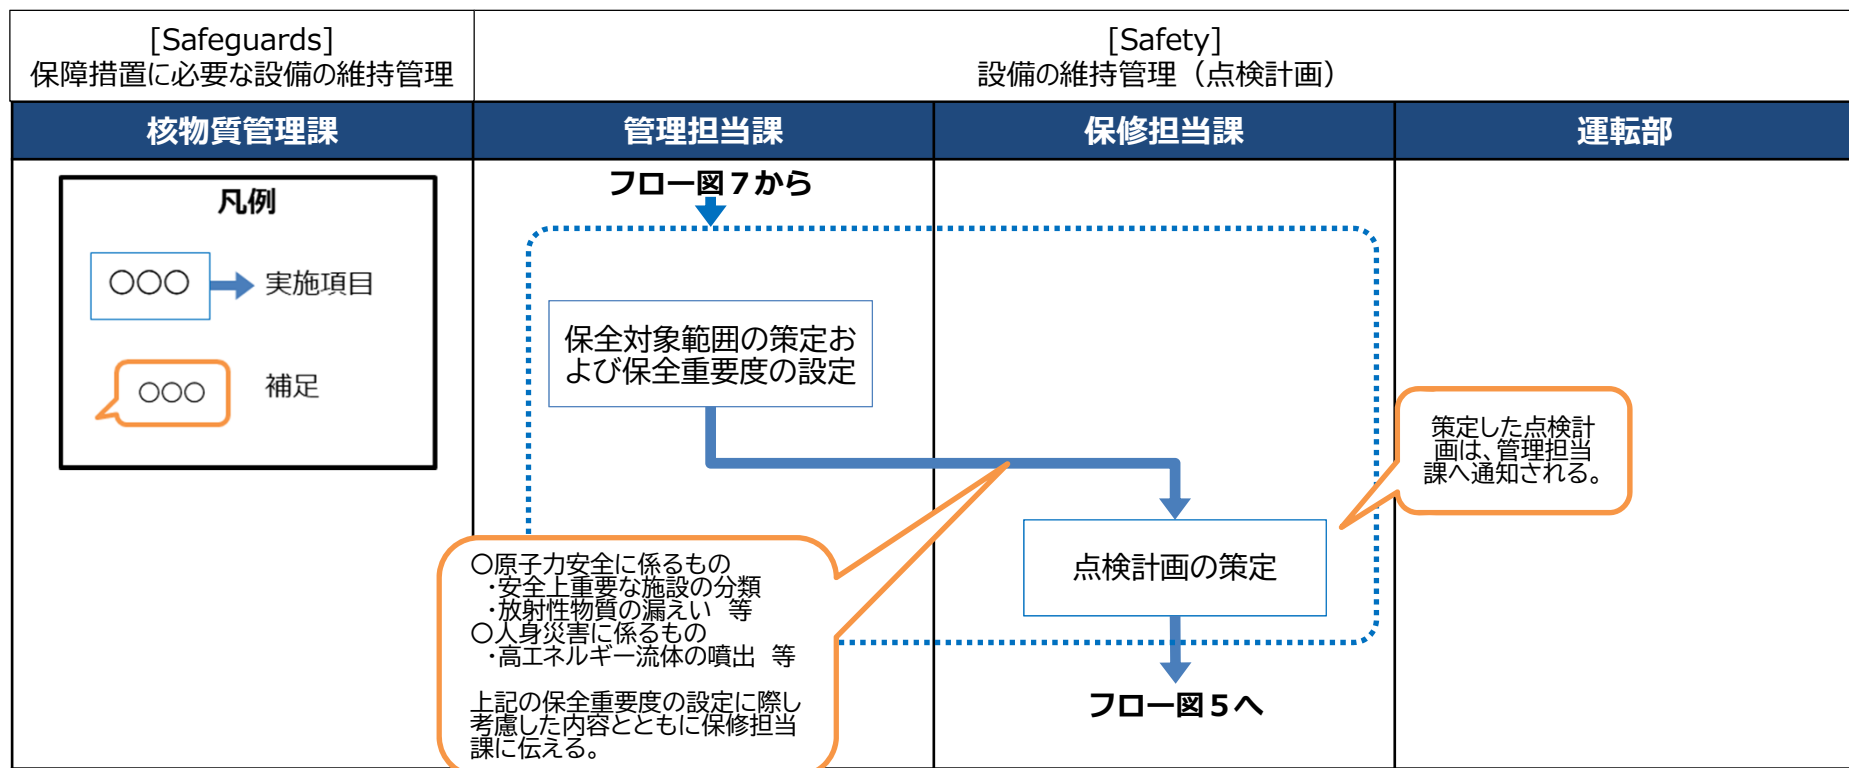 [Safeguards]
保障措置に必要な設備の維持管理
[Safety]
設備の維持管理（点検計画）
核物質管理課
管理担当課
保修担当課
運転部
凡例
〇〇〇
実施項目
〇〇〇
補足
フロー図７から
保全対象範囲の策定お
よび保全重要度の設定
策定した点検計
画は、管理担当
課へ通知される。
〇原子力安全に係るもの
・安全上重要な施設の分類
・放射性物質の漏えい　等
〇人身災害に係るもの
・高エネルギー流体の噴出　等
上記の保全重要度の設定に際し
考慮した内容とともに保修担当
課に伝える。
点検計画の策定
フロー図５へ